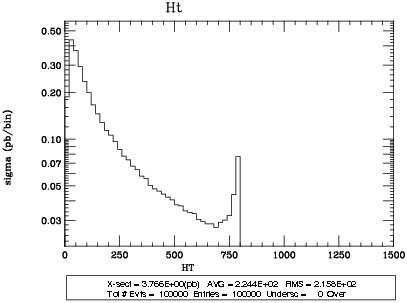 Ht
0.50
0.30
0.20
0.10
0.07
0.05
0.03
sigma (pb/bin)
0 250 500 750 1000 1250 1500
HT
X-sect = 3.766E+00(pb) AVG = 2.244E+02 RMS = 2.158E+02
Tot # Evts = 100000 Entries = 100000 Undersc = 0 Over